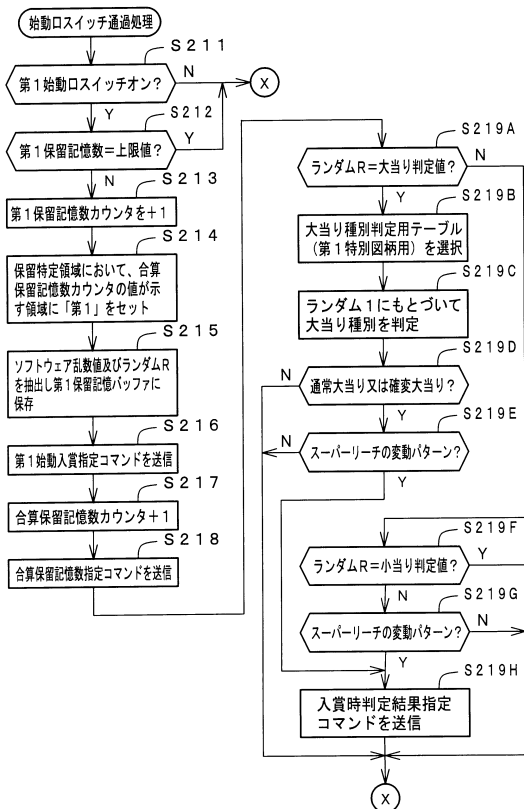 始動口スイッチ通過処理
S211
第1始動口スイッチオン?
N
X
Y
S212
第1保留記憶数=上限値?
Y
N
S213
第1保留記憶数カウンタを+1
S214
保留特定領域において、合算
保留記憶数カウンタの値が示
す領域に「第1」をセット
S215
ソフトウェア乱数値及びランダムR
を抽出し第1保留記憶バッファに
保存
S216
第1始動入賞指定コマンドを送信
S217
合算保留記憶数カウンタ+1
S218
合算保留記憶数指定コマンドを送信
S219A
ランダムR=大当り判定値?
N
Y
S219B
大当り種別判定用テーブル
(第1特別図柄用)を選択
S219C
ランダム1にもとづいて
大当り種別を判定
S219D
N
通常大当り又は確変大当り?
Y
S219E
N
スーパーリーチの変動パターン?
Y
S219F
ランダムR=小当り判定値?
Y
N
S219G
スーパーリーチの変動パターン?
N
Y
S219H
入賞時判定結果指定
コマンドを送信
X